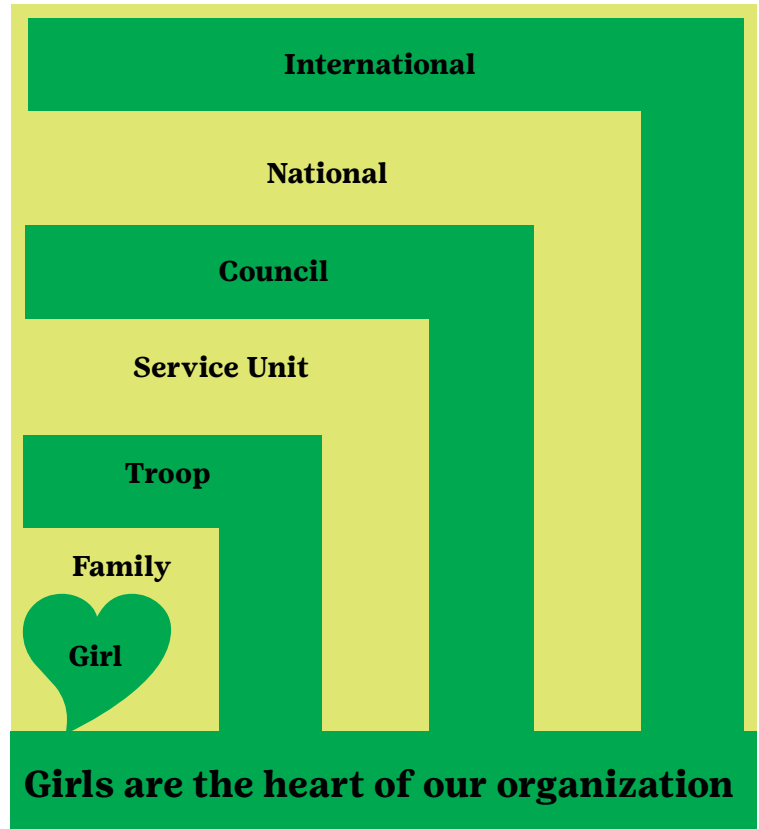 International
National
Council
Service Unit
Troop
Family
Girl
Girls are the heart of our organization